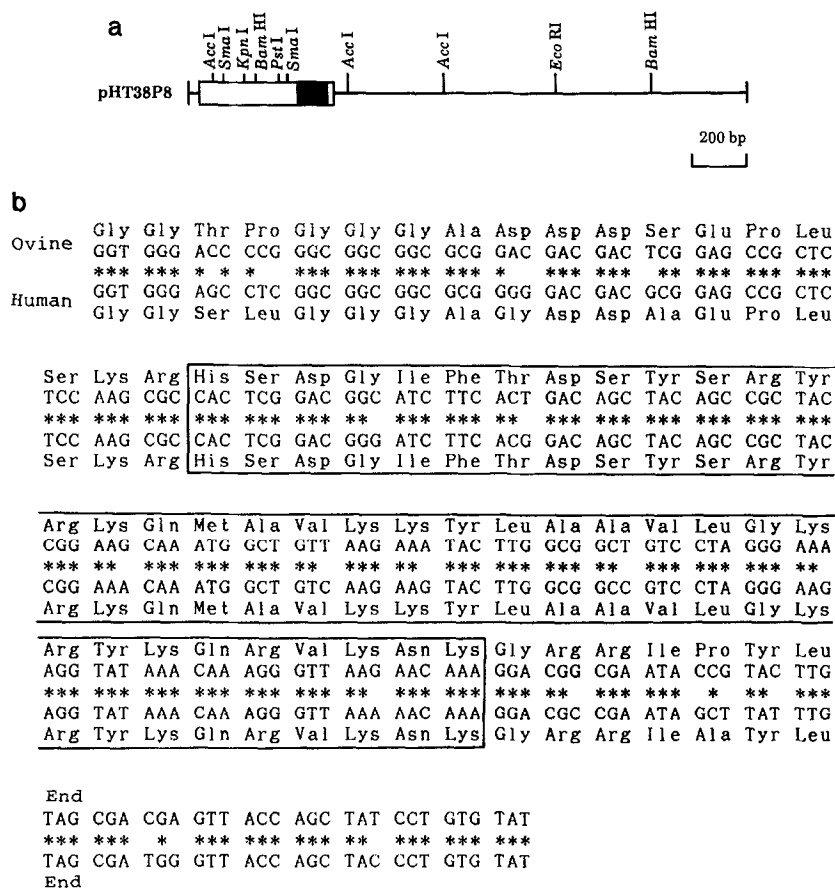 a
Acc I Sma I Kpn I Bam HI Pst I Sma I Acc I Acc I Eco RI Bam HI
pHT38P8
200 bp
b
Gly Gly Thr Pro Gly Gly Gly Ala Asp Asp Asp Ser Glu Pro Leu
Ovine GGT GGG ACC CCG GGC GGC GGC GCG GAC GAC GAC TCG GAG CCG CTC
*** *** * * * *** *** *** *** * *** *** ** *** *** ***
Human GGT GGG AGC CTC GGC GGC GGC GCG GGG GAC GAC GCG GAG CCG CTC
Gly Gly Ser Leu Gly Gly Gly Ala Gly Asp Asp Ala Glu Pro Leu
Ser Lys Arg His Ser Asp Gly Ile Phe Thr Asp Ser Tyr Ser Arg Tyr
TCC AAG CGC CAC TCG GAC GGC ATC TTC ACT GAC AGC TAC AGC CGC TAC
*** *** *** *** *** *** ** *** *** ** *** *** *** *** *** ***
TCC AAG CGC CAC TCG GAC GGG ATC TTC ACG GAC AGC TAC AGC CGC TAC
Ser Lys Arg His Ser Asp Gly Ile Phe Thr Asp Ser Tyr Ser Arg Tyr
Arg Lys Gln Met Ala Val Lys Lys Tyr Leu Ala Ala Val Leu Gly Lys
CGG AAG CAA ATG GCT GTT AAG AAA TAC TTG GCG GCT GTC CTA GGG AAA
*** ** *** *** *** ** *** ** *** *** *** ** *** *** *** **
CGG AAA CAA ATG GCT GTC AAG AAG TAC TTG GCG GCC GTC CTA GGG AAG
Arg Lys Gln Met Ala Val Lys Lys Tyr Leu Ala Ala Val Leu Gly Lys
Arg Tyr Lys Gln Arg Val Lys Asn Lys Gly Arg Arg Ile Pro Tyr Leu
AGG TAT AAA CAA AGG GTT AAG AAC AAA GGA CGG CGA ATA CCG TAC TTG
*** *** *** *** *** *** ** *** *** *** ** *** *** * ** ***
AGG TAT AAA CAA AGG GTT AAA AAC AAA GGA CGC CGA ATA GCT TAT TTG
Arg Tyr Lys Gln Arg Val Lys Asn Lys Gly Arg Arg Ile Ala Tyr Leu
End
TAG CGA CGA GTT ACC AGC TAT CCT GTG TAT
*** *** * *** *** *** ** *** *** ***
TAG CGA TGG GTT ACC AGC TAC CCT GTG TAT
End